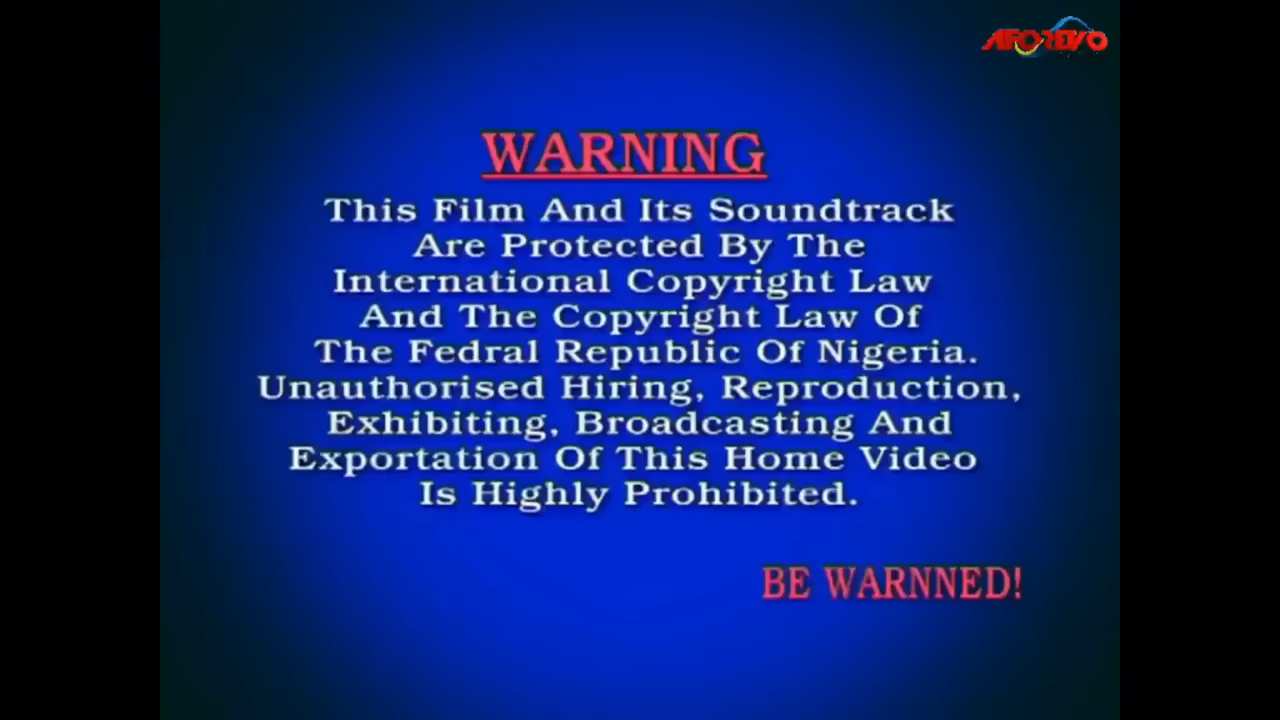 AFOREVO
WARNING
This Film And Its Soundtrack
Are Protected By The
International Copyright Law
And The Copyright Law Of
The Fedral Republic Of Nigeria.
Unauthorised Hiring, Reproduction,
Exhibiting, Broadcasting And
Exportation Of This Home Video
Is Highly Prohibited.
BE WARNNED!